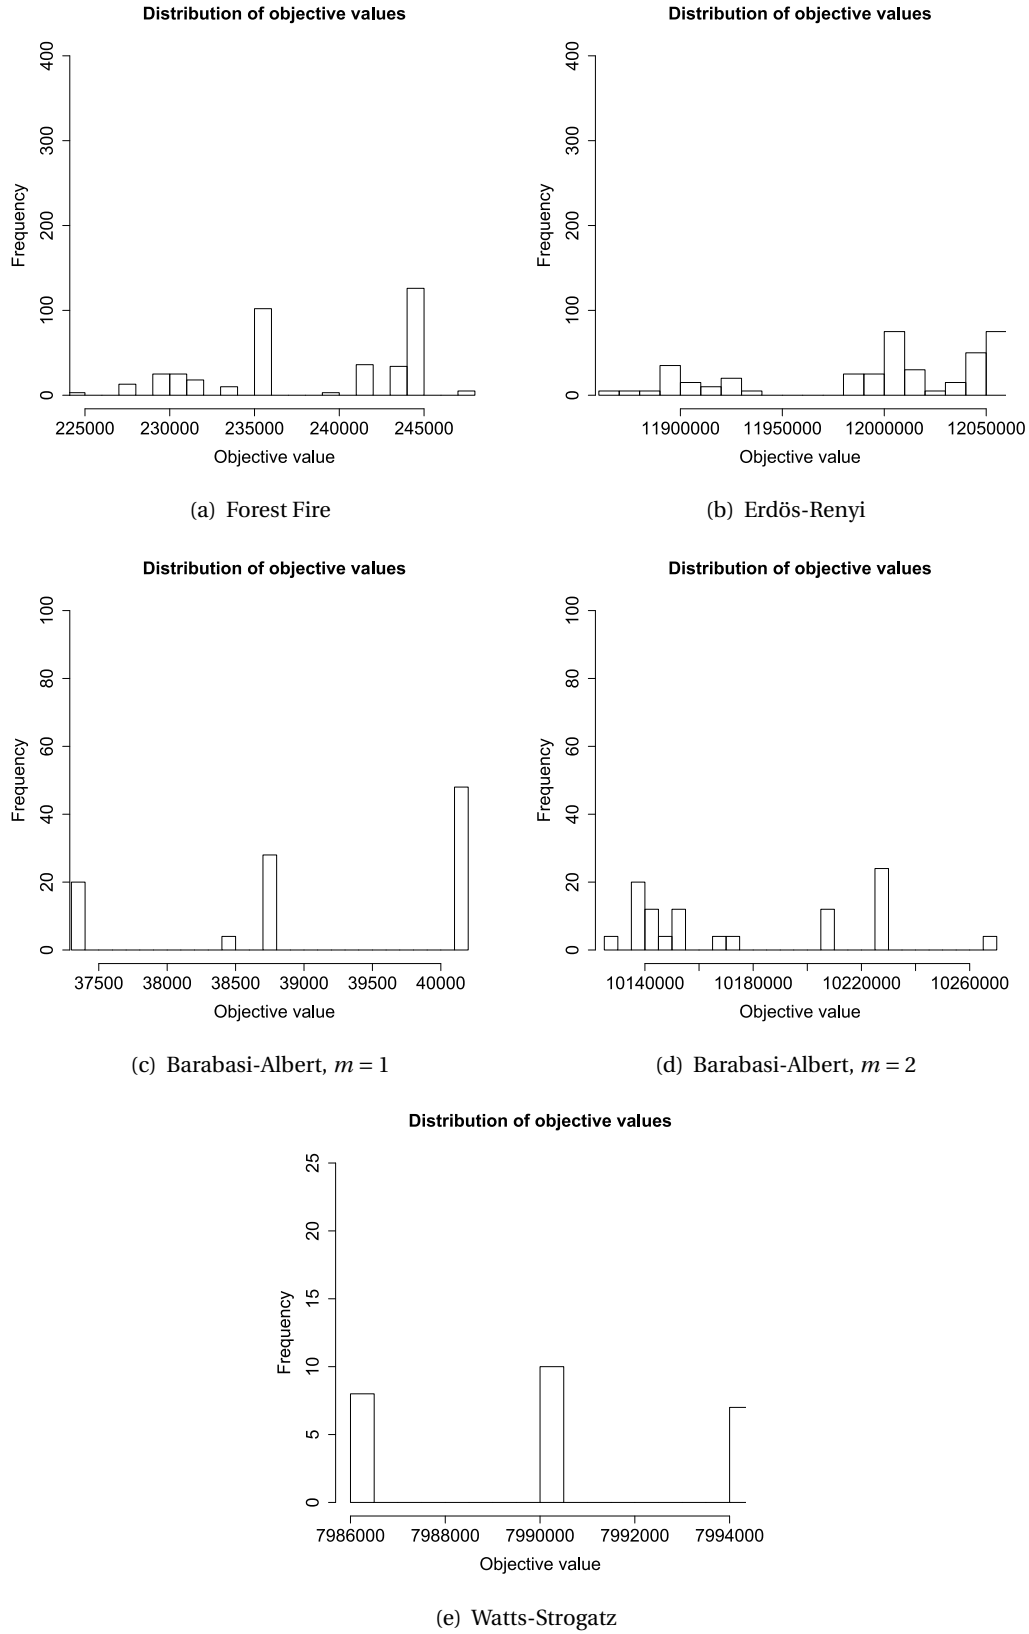 Distribution of objective values
Frequency
0 100 200 300 400
225000 230000 235000 240000 245000
Objective value
(a) Forest Fire
Distribution of objective values
Frequency
0 100 200 300 400
11900000 11950000 12000000 12050000
Objective value
(b) Erdös-Renyi
Distribution of objective values
Frequency
0 20 40 60 80 100
37500 38000 38500 39000 39500 40000
Objective value
(c) Barabasi-Albert, m = 1
Distribution of objective values
Frequency
0 20 40 60 80 100
10140000 10180000 10220000 10260000
Objective value
(d) Barabasi-Albert, m = 2
Distribution of objective values
Frequency
0 5 10 15 20 25
7986000 7988000 7990000 7992000 7994000
Objective value
(e) Watts-Strogatz